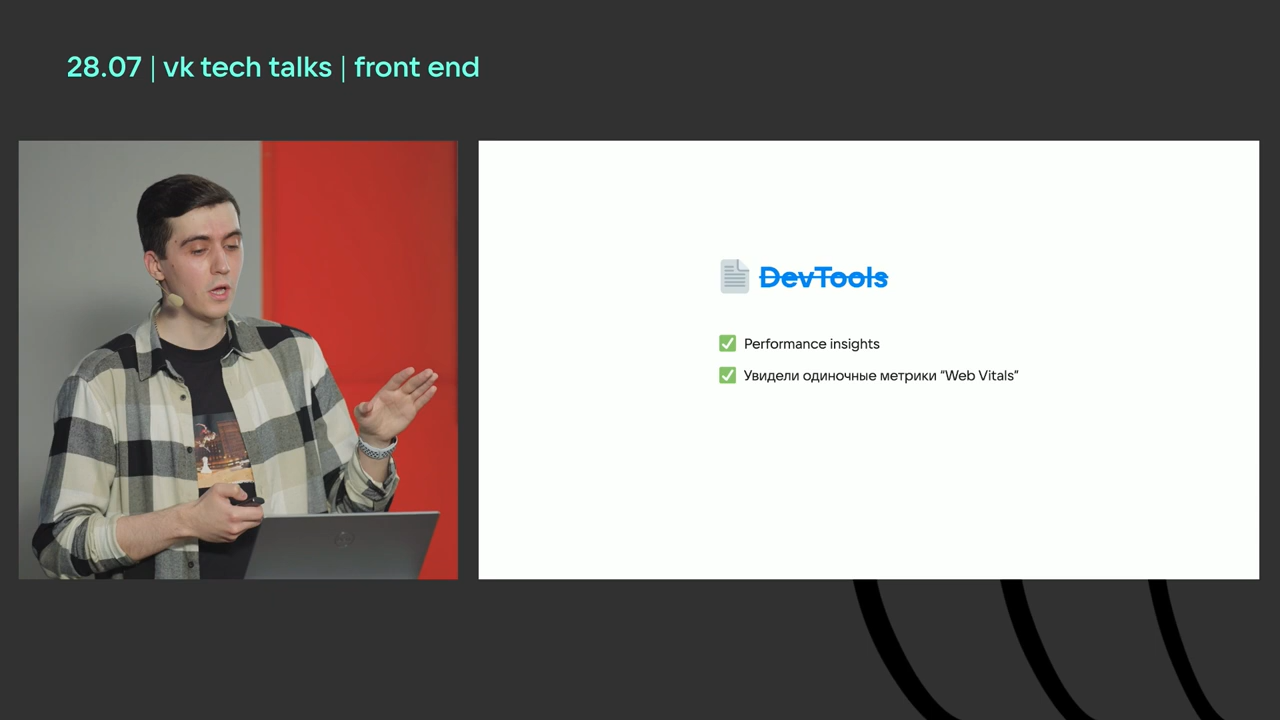 28.07 | vk tech talks | front end
DevTools
Performance insights
Увидели одиночные метрики “Web Vitals”